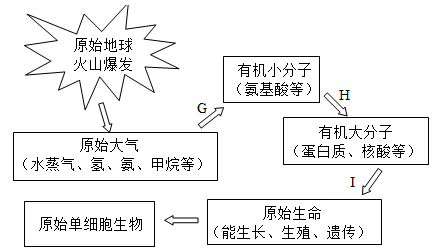 原始地球
火山爆发
有机小分子
（氨基酸等）
G
H
原始大气
（水蒸气、氢、氨、甲烷等）
有机大分子
（蛋白质、核酸等）
I
原始生命
（能生长、生殖、遗传）
原始单细胞生物